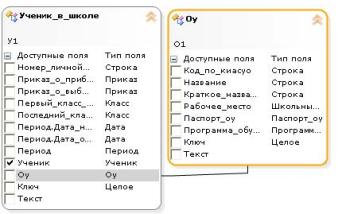 Ученик_в_школе
У1
Доступные поля Тип поля
Номер_личной... Строка
Приказ_о_приб... Приказ
Приказ_о_выб... Приказ
Первый_класс_... Класс
Последний_кла... Класс
Период.Дата_н... Дата
Период.Дата_о... Дата
Период Период
Ученик Ученик
Оу Оу
Ключ Целое
Текст
Оу
О1
Доступные поля Тип поля
Код_по_киасуо Строка
Название Строка
Краткое_назва... Строка
Рабочее_место Школьны...
Паспорт_оу Паспорт_...
Программа_обу... Программ...
Ключ Целое
Текст